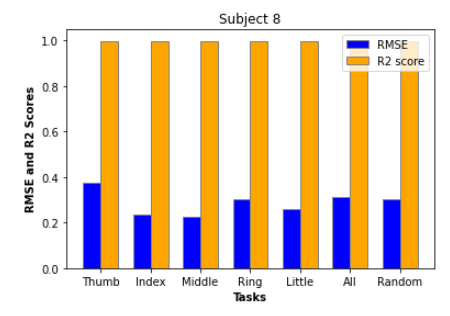 Subject 8
RMSE
R2 score
RMSE and R2 Scores
1.0
0.8
0.6
0.4
0.2
0.0
Thumb Index Middle Ring Little All Random
Tasks